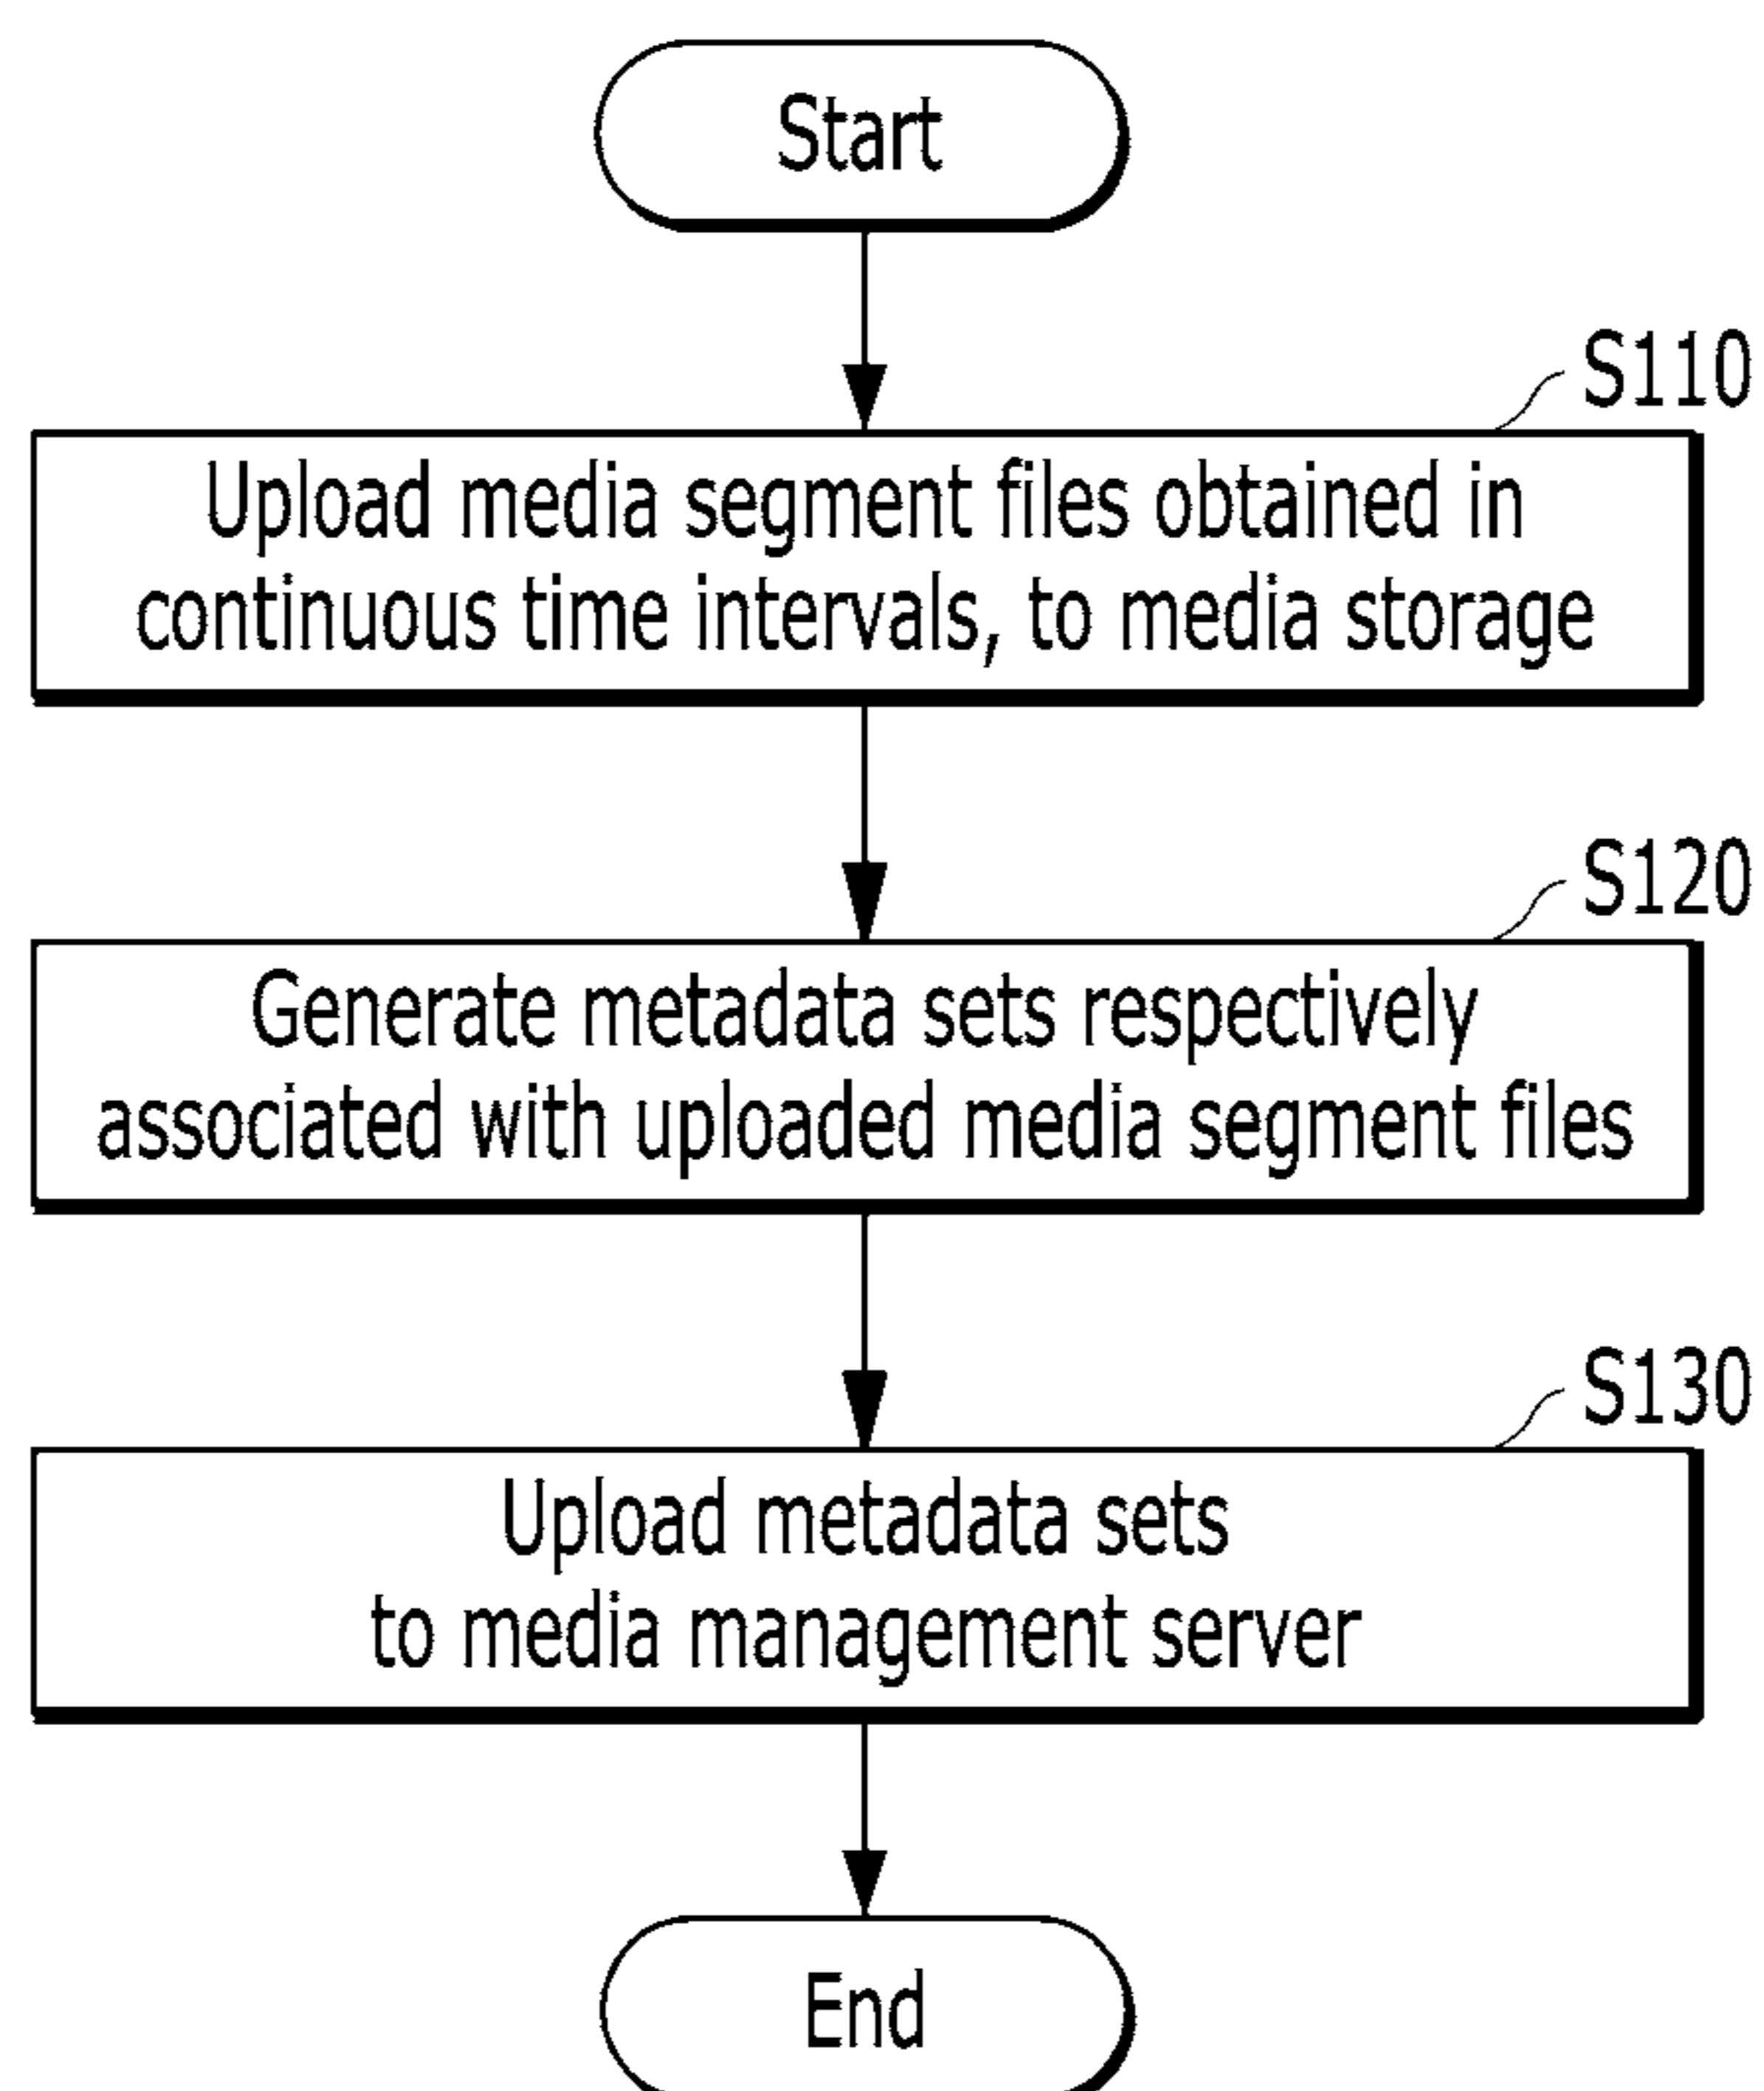 Start
S110
Upload media segment files obtained in
continuous time intervals, to media storage
S120
Generate metadata sets respectively
associated with uploaded media segment files
S130
Upload metadata sets
to media management server
End